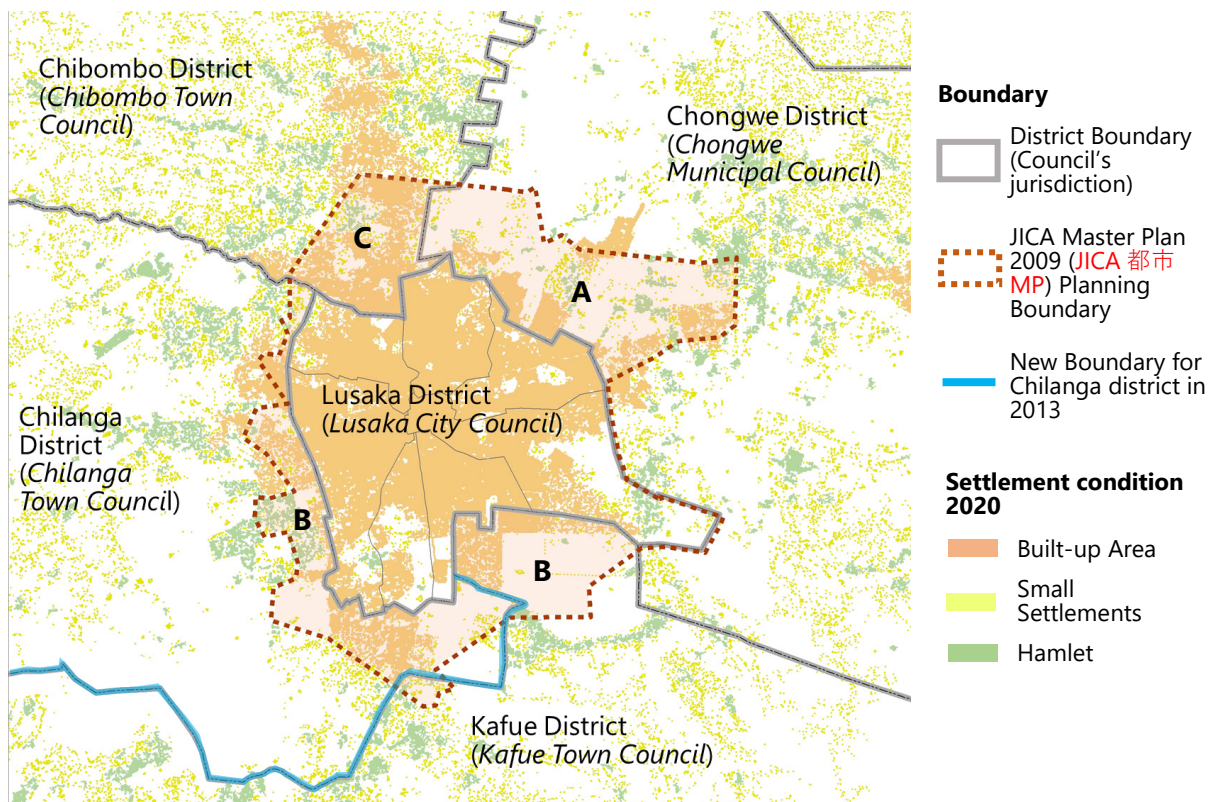 Chibombo District
(Chibombo Town
Council)
Chongwe District
(Chongwe
Municipal Council)
C
A
Lusaka District
(Lusaka City Council)
Chilanga
District
(Chilanga
Town Council)
B
B
Kafue District
(Kafue Town Council)
Boundary
District Boundary
(Council's
jurisdiction)
JICA Master Plan
2009 (JICA 都市
MP) Planning
Boundary
New Boundary for
Chilanga district in
2013
Settlement condition
2020
Built-up Area
Small
Settlements
Hamlet